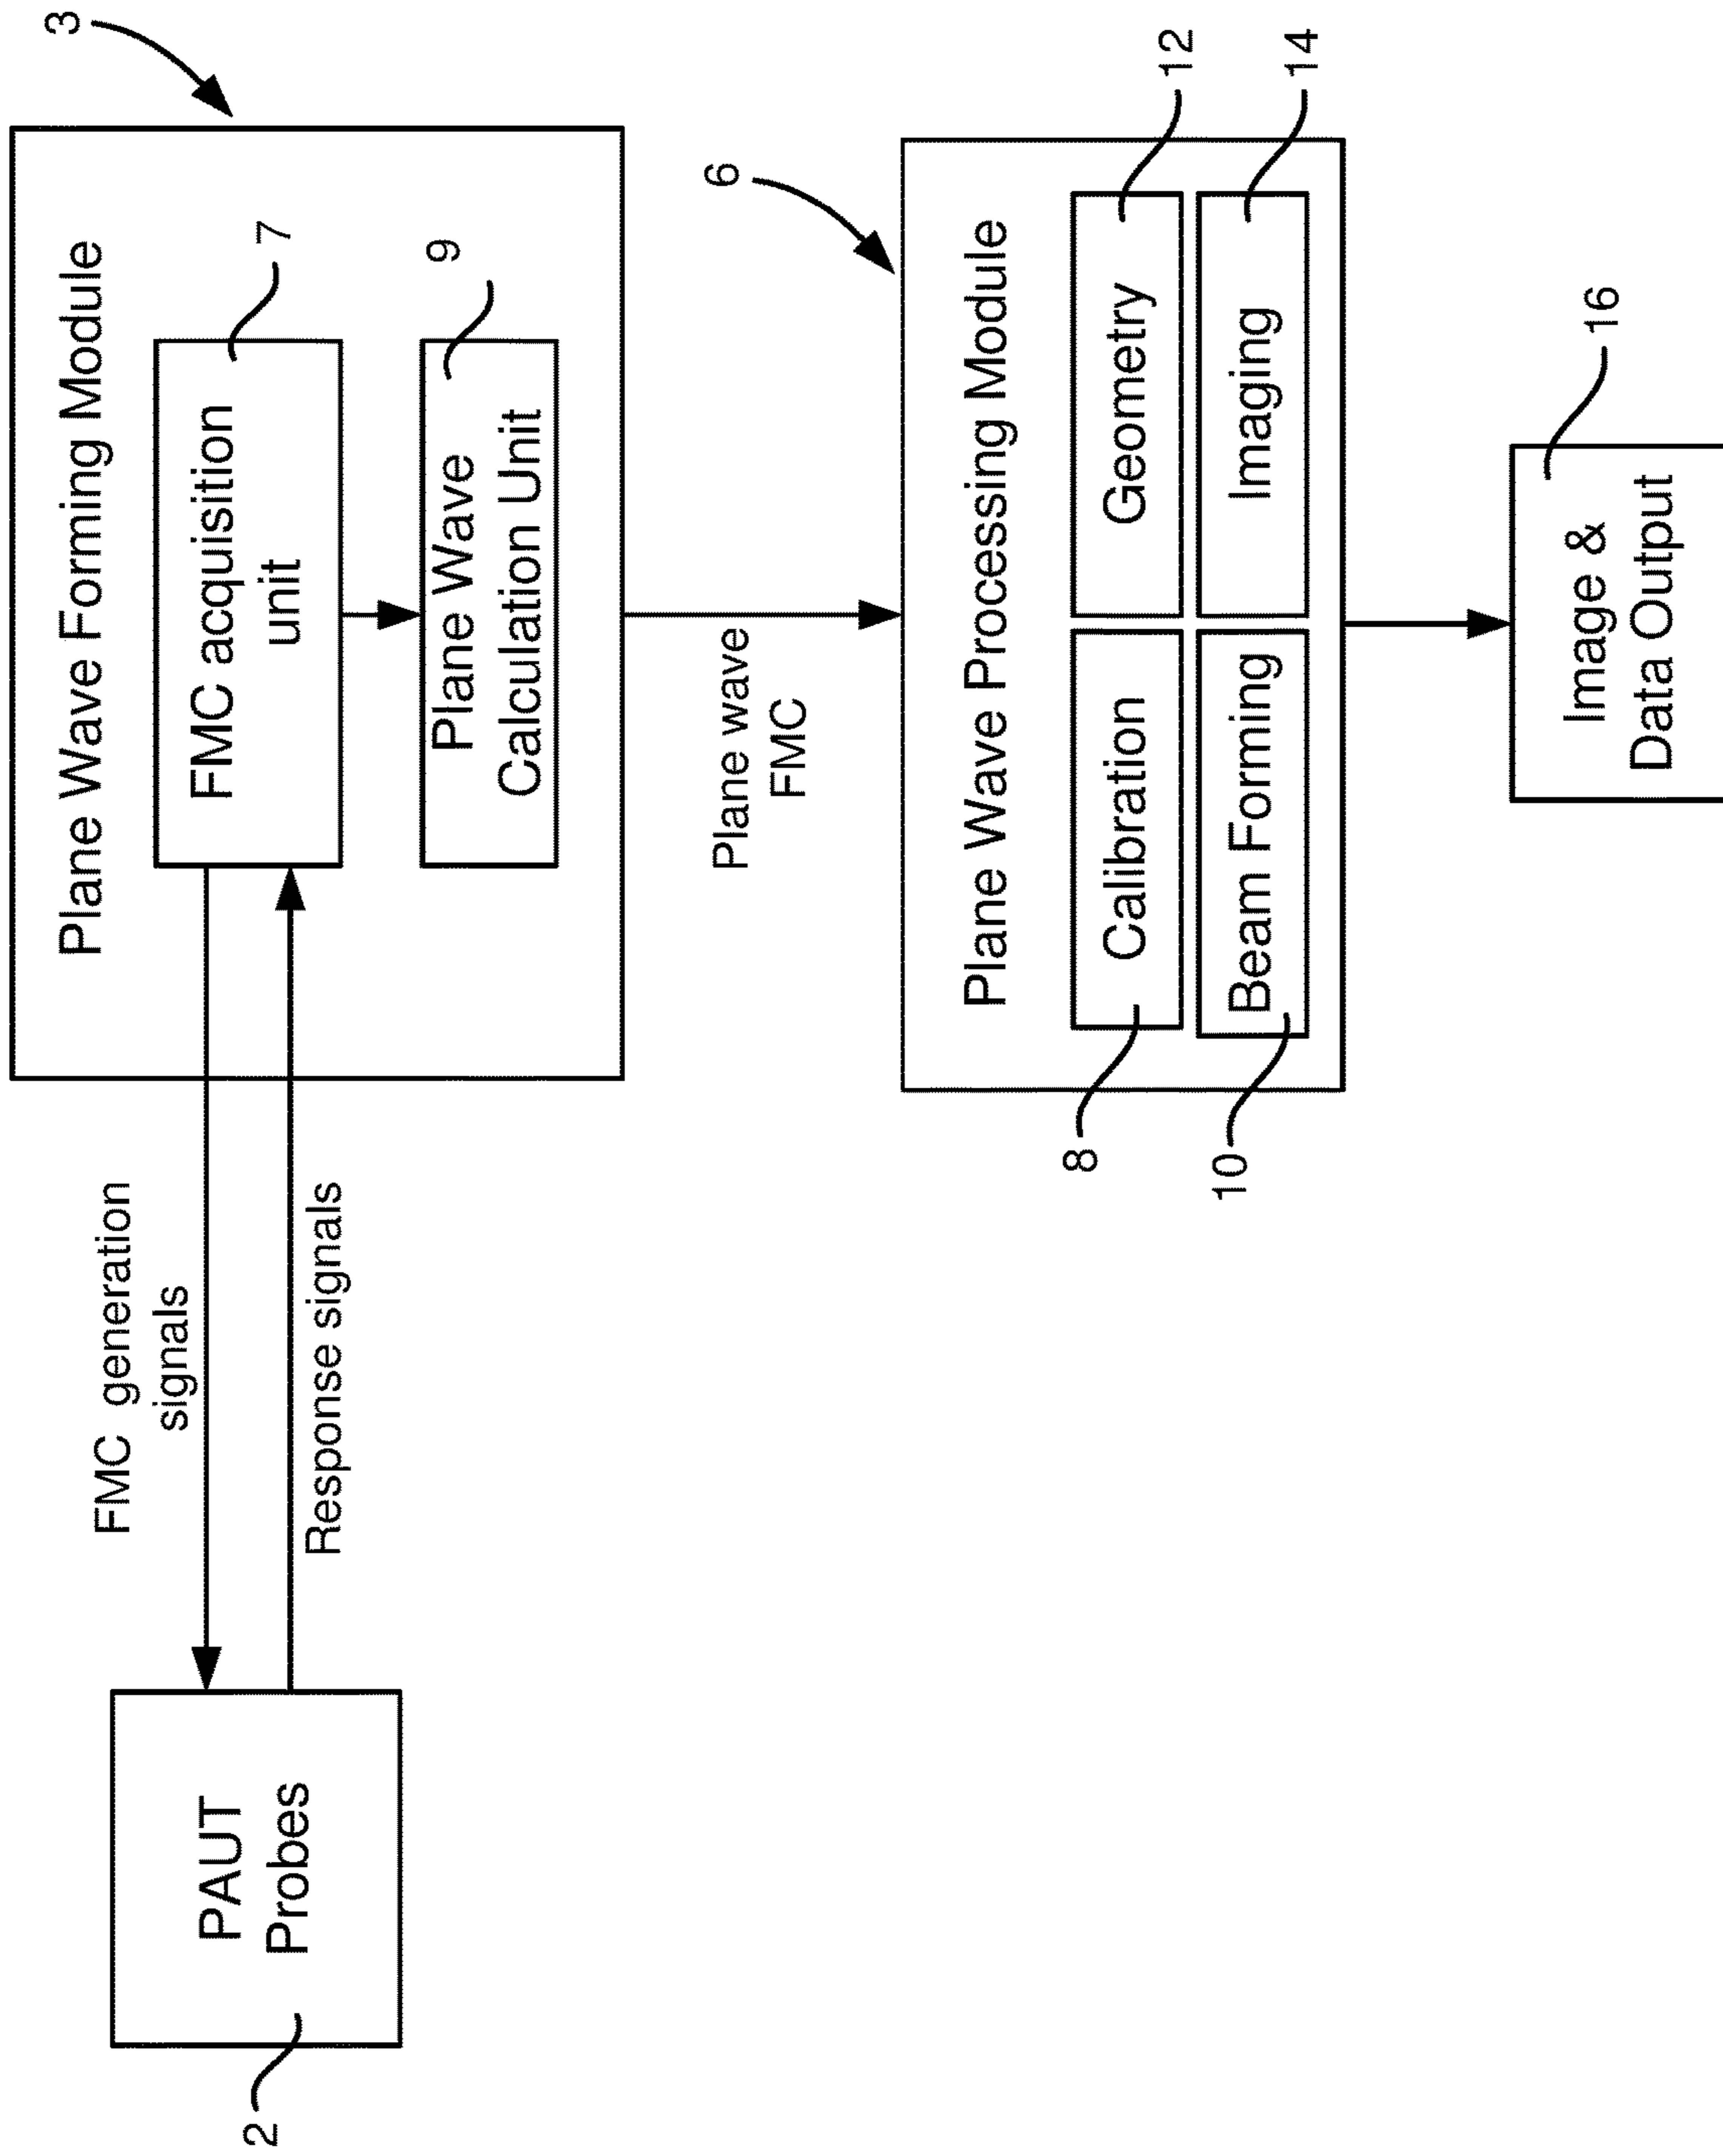 3
Plane Wave Forming Module
FMC acquisition
unit
7
Plane Wave
Calculation Unit
9
FMC generation
signals
Response signals
PAUT
Probes
2
Plane wave
FMC
6
Plane Wave Processing Module
Calibration
Geometry
8
12
Beam Forming
Imaging
10
14
Image &
Data Output
16